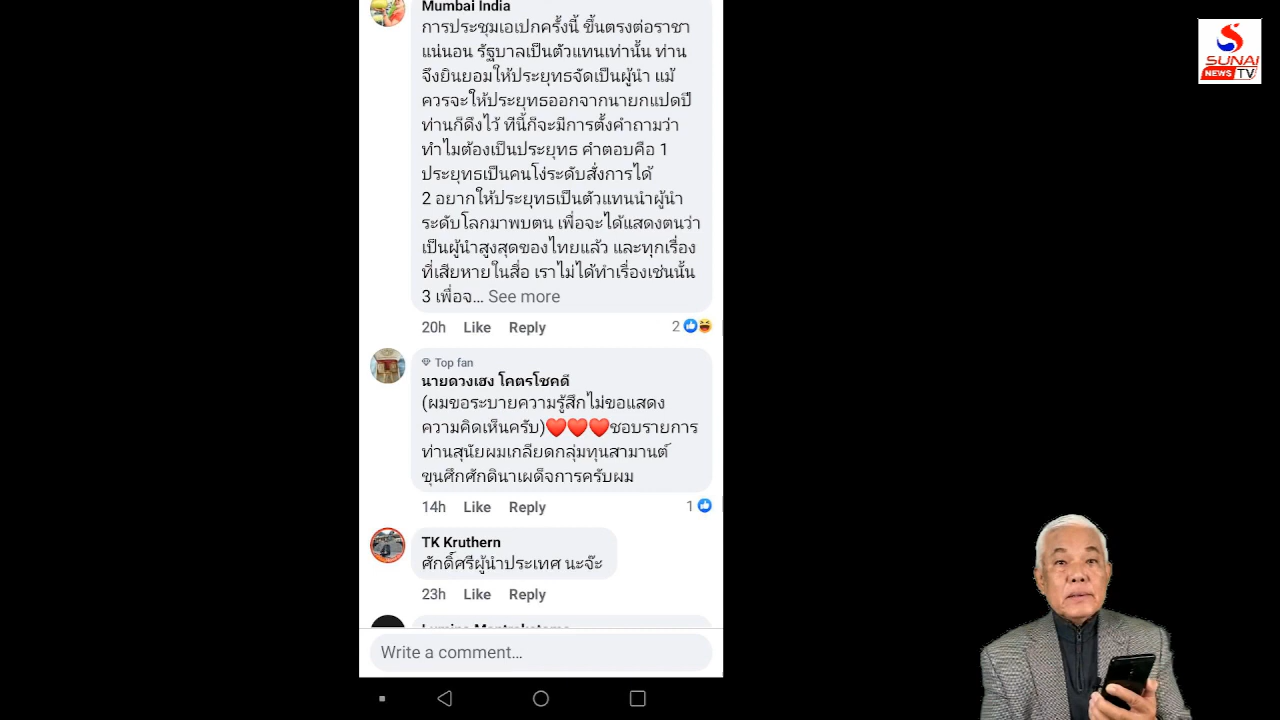 Mumbai India
การประชุมเอเปกครั้งนี้ ขึ้นตรงต่อราชา
แน่นอน รัฐบาลเป็นตัวแทนเท่านั้น ท่าน
จึงยินยอมให้ประยุทธจัดเป็นผู้นำ แม้
ควรจะให้ประยุทธออกจากนายกแปดปี
ท่านก็ดึงไว้ ทีนี้ก็จะมีการตั้งคำถามว่า
ทำไมต้องเป็นประยุทธ คำตอบคือ 1
ประยุทธเป็นคนโง่ระดับสั่งการได้
2 อยากให้ประยุทธเป็นตัวแทนนำผู้นำ
ระดับโลกมาพบตน เพื่อจะได้แสดงตนว่า
เป็นผู้นำสูงสุดของไทยแล้ว และทุกเรื่อง
ที่เสียหายในสื่อ เราไม่ได้ทำเรื่องเช่นนั้น
3 เพื่อจ... See more
20h Like Reply 2
Top fan
นายดวงเฮง โคตรโชคดี
(ผมขอระบายความรู้สึกไม่ขอแสดง
ความคิดเห็นครับ)❤️❤️❤️ชอบรายการ
ท่านสุนัยผมเกลียดกลุ่มทุนสามานต์
ขุนศึกศักดินาเผด็จการครับผม
14h Like Reply 1
TK Kruthern
ศักดิ์ศรีผู้นำประเทศ นะจ๊ะ
23h Like Reply
Write a comment...
SUNAI
NEWS TV